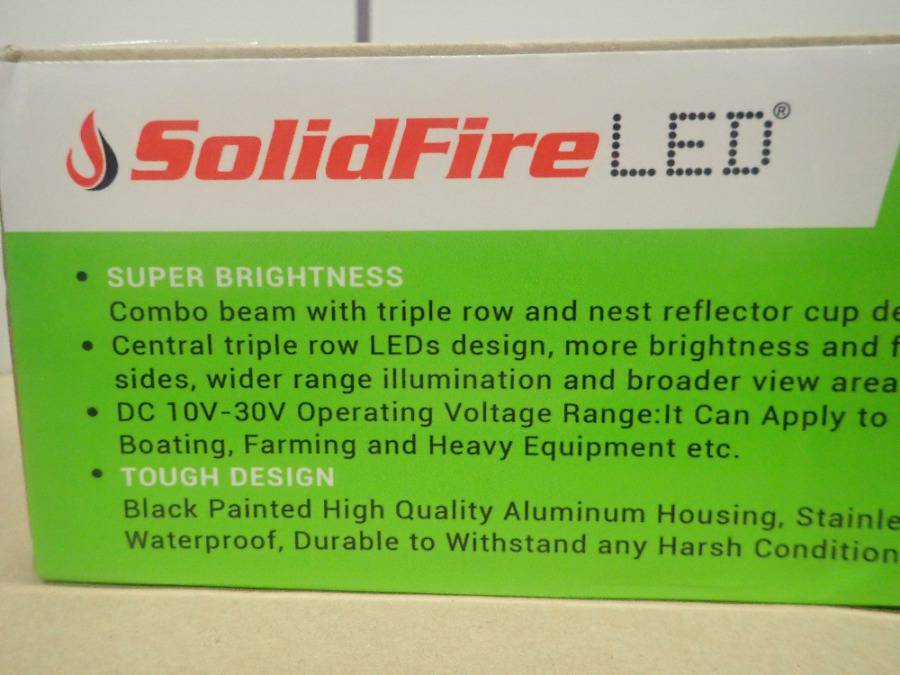 SolidFire LED®
• SUPER BRIGHTNESS
Combo beam with triple row and nest reflector cup
• Central triple row LEDs design, more brightness and
sides, wider range illumination and broader view area
• DC 10V-30V Operating Voltage Range:It Can Apply to
Boating, Farming and Heavy Equipment etc.
• TOUGH DESIGN
Black Painted High Quality Aluminum Housing,
Waterproof, Durable to Withstand any Harsh Condition